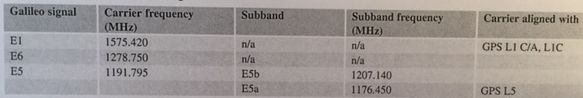 Galileo signal Carrier frequency (MHz) Subband Subband frequency (MHz) Carrier aligned with
E1 1575.420 n/a n/a GPS L1 C/A, L1C
E6 1278.750 n/a n/a
E5 1191.795 E5b 1207.140
E5a 1176.450 GPS L5